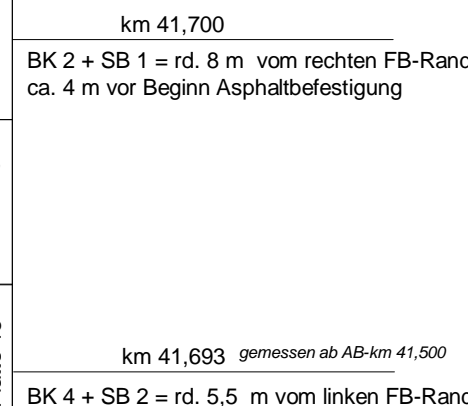 km 41,700
BK 2 + SB 1 = rd. 8 m vom rechten FB-Rand
ca. 4 m vor Beginn Asphaltbefestigung
km 41,693 gemessen ab AB-km 41,500
BK 4 + SB 2 = rd. 5,5 m vom linken FB-Rand